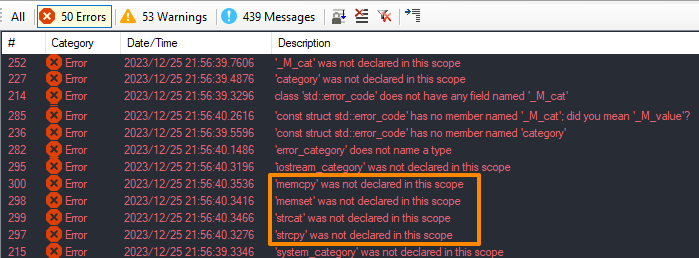 All 50 Errors 53 Warnings 439 Messages
# Category Date/Time Description
252 Error 2023/12/25 21:56:39.7606 '_M_cat' was not declared in this scope
227 Error 2023/12/25 21:56:39.4876 'category' was not declared in this scope
214 Error 2023/12/25 21:56:39.3296 class 'std::error_code' does not have any field named '_M_cat'
285 Error 2023/12/25 21:56:40.2616 'const struct std::error_code' has no member named '_M_cat'; did you mean '_M_value'?
236 Error 2023/12/25 21:56:39.5596 'const struct std::error_code' has no member named 'category'
282 Error 2023/12/25 21:56:40.1486 'error_category' does not name a type
295 Error 2023/12/25 21:56:40.3196 'iostream_category' was not declared in this scope
300 Error 2023/12/25 21:56:40.3536 'memcpy' was not declared in this scope
298 Error 2023/12/25 21:56:40.3416 'memset' was not declared in this scope
299 Error 2023/12/25 21:56:40.3466 'strcat' was not declared in this scope
297 Error 2023/12/25 21:56:40.3276 'strcpy' was not declared in this scope
215 Error 2023/12/25 21:56:39.3346 'system_category' was not declared in this scope